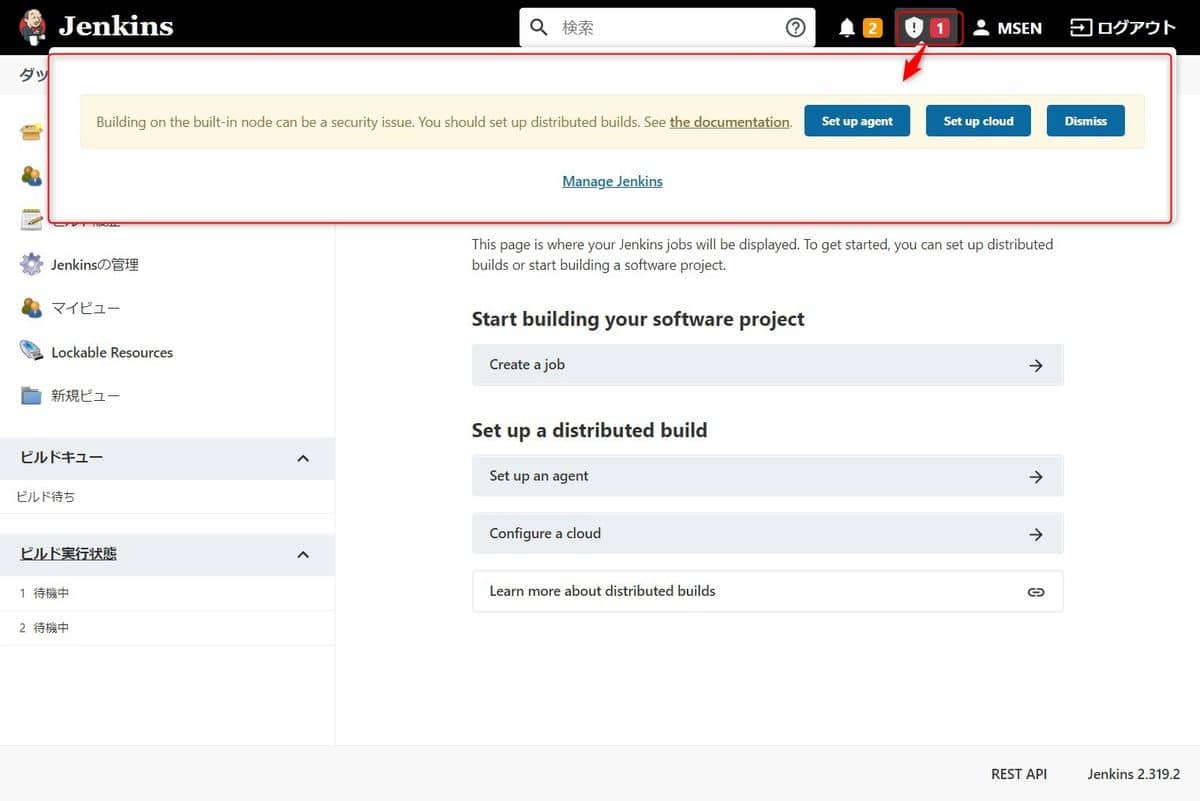 Jenkins
検索
2
1
MSEN
ログアウト
ダッ
Building on the built-in node can be a security issue. You should set up distributed builds. See the documentation.
Set up agent
Set up cloud
Dismiss
Manage Jenkins
Jenkinsの管理
マイビュー
Lockable Resources
新規ビュー
ビルドキュー
ビルド待ち
ビルド実行状態
1 待機中
2 待機中
This page is where your Jenkins jobs will be displayed. To get started, you can set up distributed
builds or start building a software project.
Start building your software project
Create a job
Set up a distributed build
Set up an agent
Configure a cloud
Learn more about distributed builds
REST API
Jenkins 2.319.2